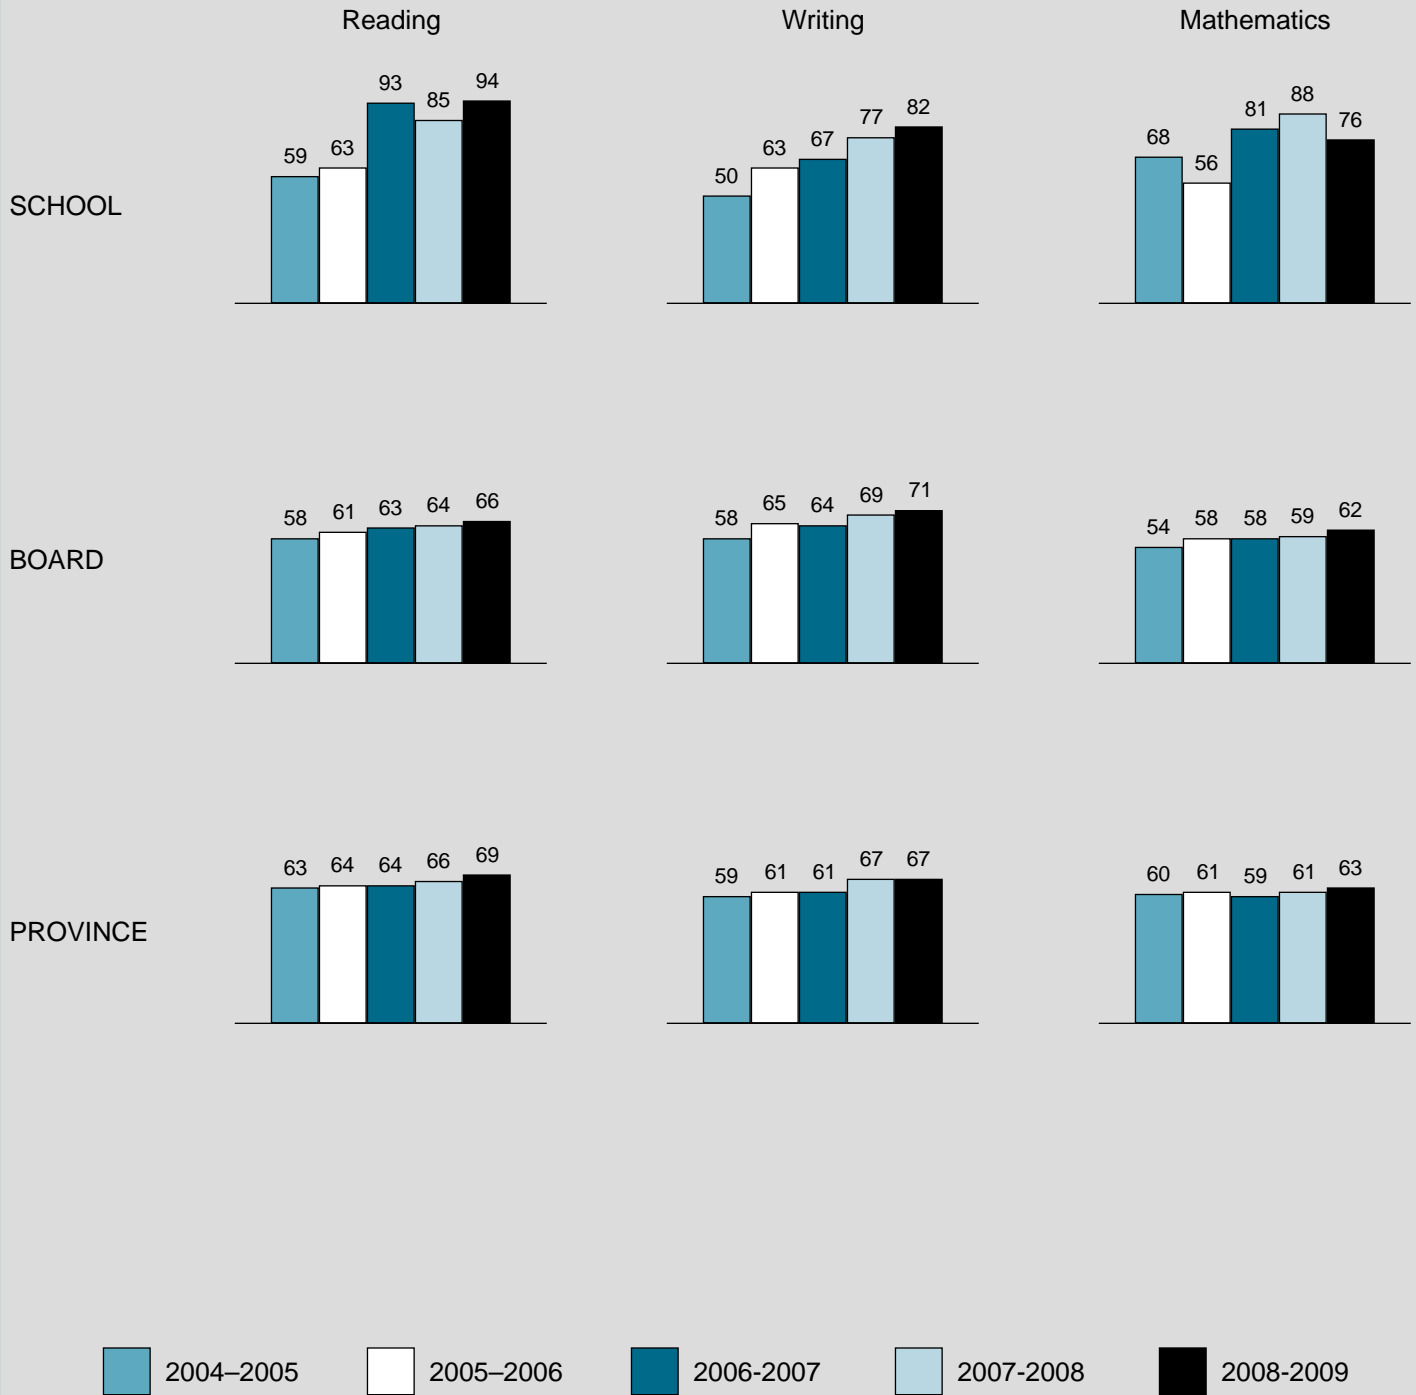 Reading Writing Mathematics
93 85 94
59 63
50 63 67 77 82
68 56 81 88 76
SCHOOL
58 61 63 64 66
58 65 64 69 71
54 58 58 59 62
BOARD
63 64 64 66 69
59 61 61 67 67
60 61 59 61 63
PROVINCE
2004–2005 2005–2006 2006-2007 2007-2008 2008-2009